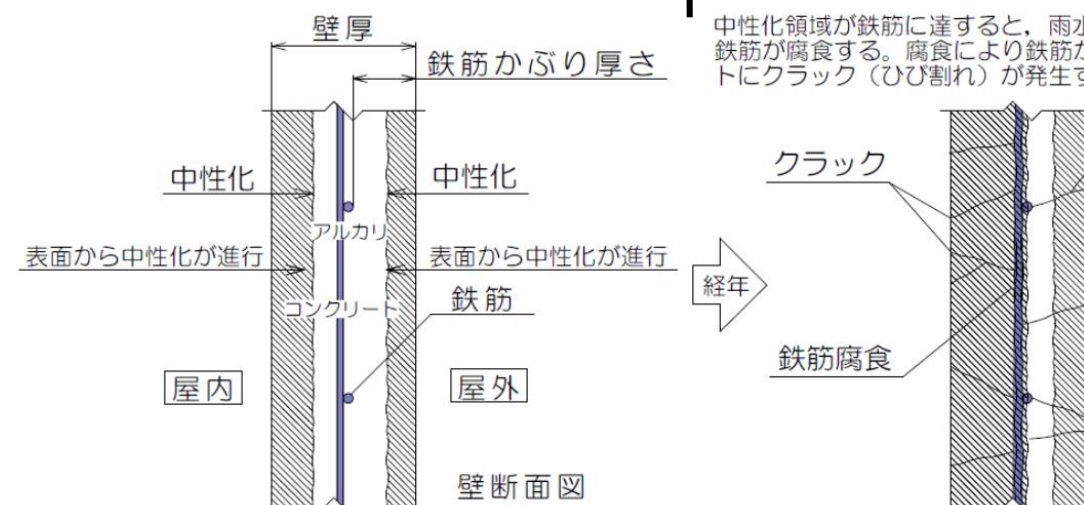 壁厚
鉄筋かぶり厚さ
中性化
中性化
アルカリ
表面から中性化が進行
表面から中性化が進行
コンクリート
鉄筋
屋内
屋外
壁断面図
経年
中性化領域が鉄筋に達すると，雨水
鉄筋が腐食する。腐食により鉄筋が
トにクラック（ひび割れ）が発生す
クラック
鉄筋腐食